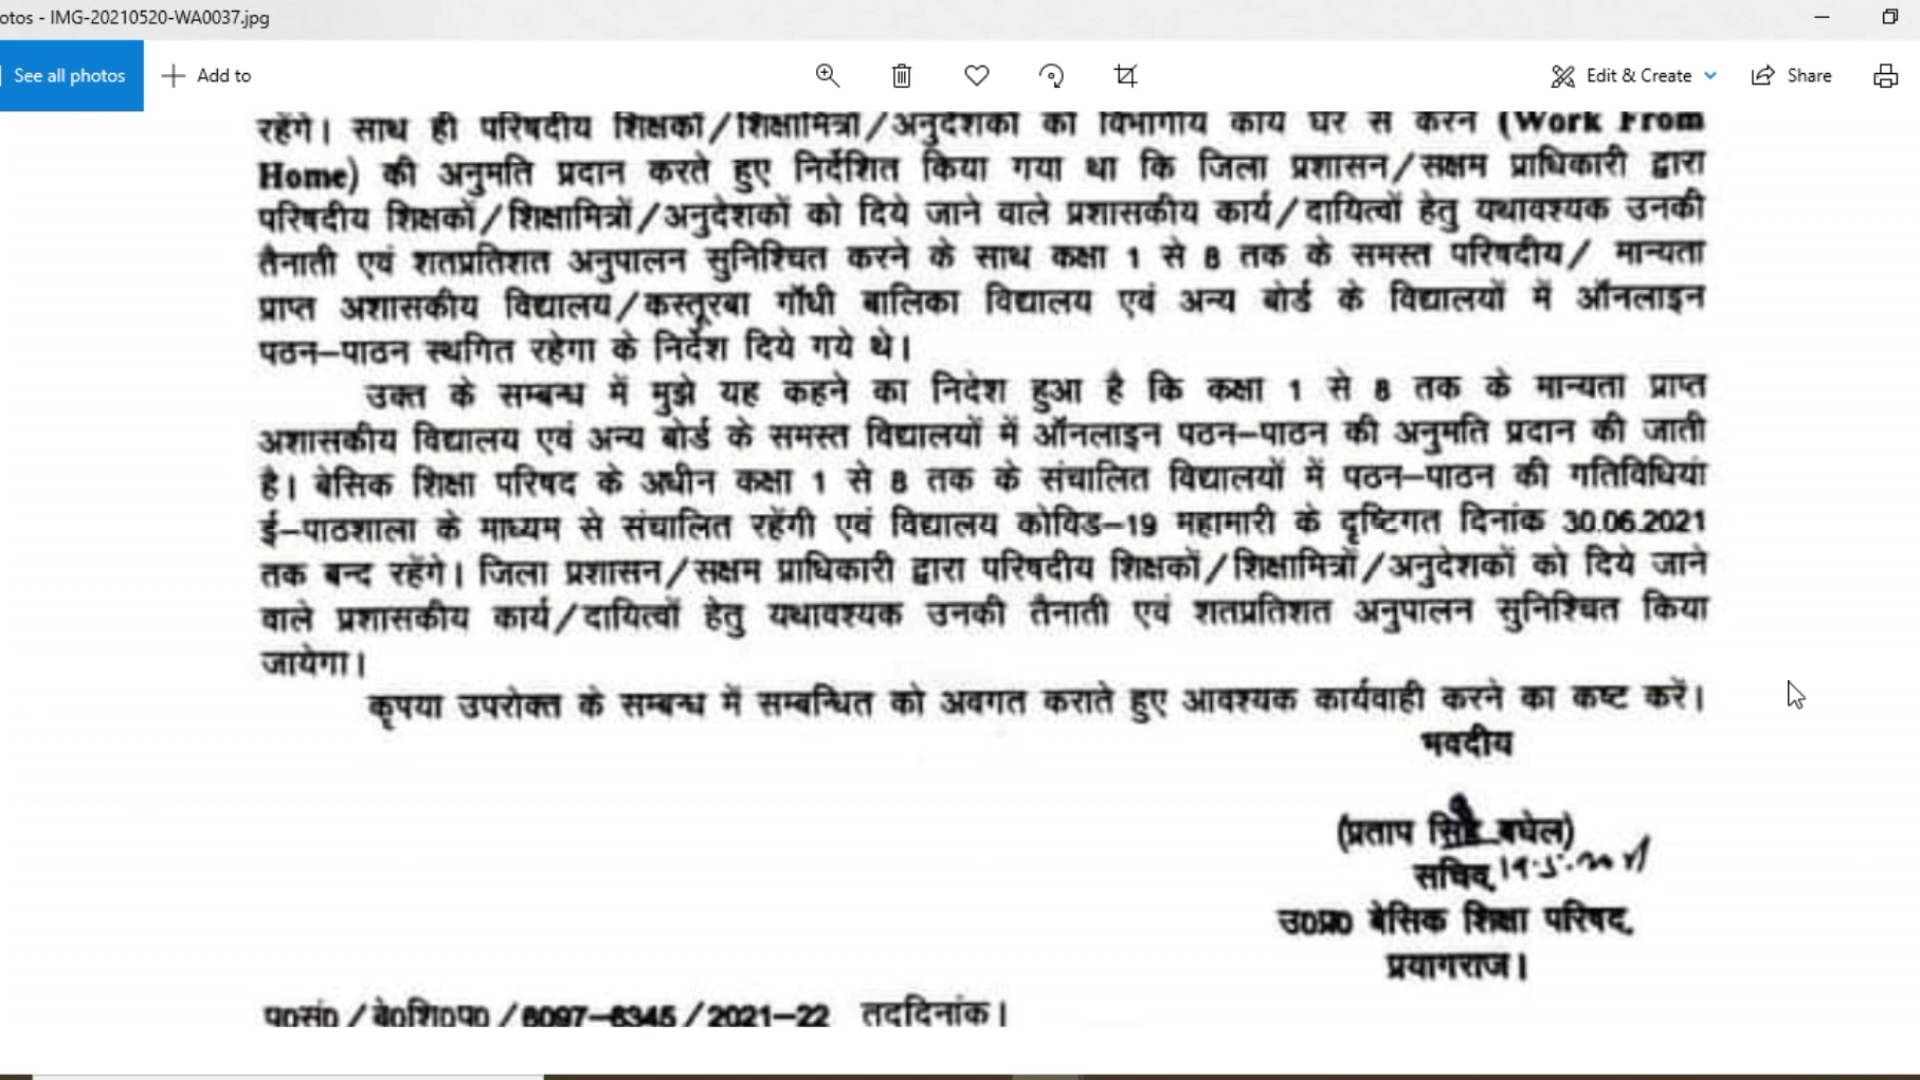 otos - IMG-20210520-WA0037.jpg
See all photos
Add to
Edit & Create
Share
रहेंगे। साथ ही परिषदीय शिक्षकों/शिक्षामित्रों/अनुदेशकों को विभागीय कार्य घर से करने (Work From
Home) की अनुमति प्रदान करते हुए निर्देशित किया गया था कि जिला प्रशासन/सक्षम प्राधिकारी द्वारा
परिषदीय शिक्षकों/शिक्षामित्रों/अनुदेशकों को दिये जाने वाले प्रशासकीय कार्य/दायित्वों हेतु यथावश्यक उनकी
तैनाती एवं शतप्रतिशत अनुपालन सुनिश्चित करने के साथ कक्षा 1 से 8 तक के समस्त परिषदीय/ मान्यता
प्राप्त अशासकीय विद्यालय/कस्तूरबा गॉंधी बालिका विद्यालय एवं अन्य बोर्ड के विद्यालयों में ऑनलाइन
पठन–पाठन स्थगित रहेगा के निर्देश दिये गये थे।
उक्त के सम्बन्ध में मुझे यह कहने का निदेश हुआ है कि कक्षा 1 से 8 तक के मान्यता प्राप्त
अशासकीय विद्यालय एवं अन्य बोर्ड के समस्त विद्यालयों में ऑनलाइन पठन–पाठन की अनुमति प्रदान की जाती
है। बेसिक शिक्षा परिषद के अधीन कक्षा 1 से 8 तक के संचालित विद्यालयों में पठन–पाठन की गतिविधियां
ई–पाठशाला के माध्यम से संचालित रहेंगी एवं विद्यालय कोविड–19 महामारी के दृष्टिगत दिनांक 30.06.2021
तक बन्द रहेंगे। जिला प्रशासन/सक्षम प्राधिकारी द्वारा परिषदीय शिक्षकों/शिक्षामित्रों/अनुदेशकों को दिये जाने
वाले प्रशासकीय कार्य/दायित्वों हेतु यथावश्यक उनकी तैनाती एवं शतप्रतिशत अनुपालन सुनिश्चित किया
जायेगा।
कृपया उपरोक्त के सम्बन्ध में सम्बन्धित को अवगत कराते हुए आवश्यक कार्यवाही करने का कष्ट करें।
भवदीय
(प्रताप सिंह बघेल)
सचिव,
उ0प्र0 बेसिक शिक्षा परिषद,
प्रयागराज।
प0सं0/बे0शि0प0/6097–6345/2021–22 तददिनांक।